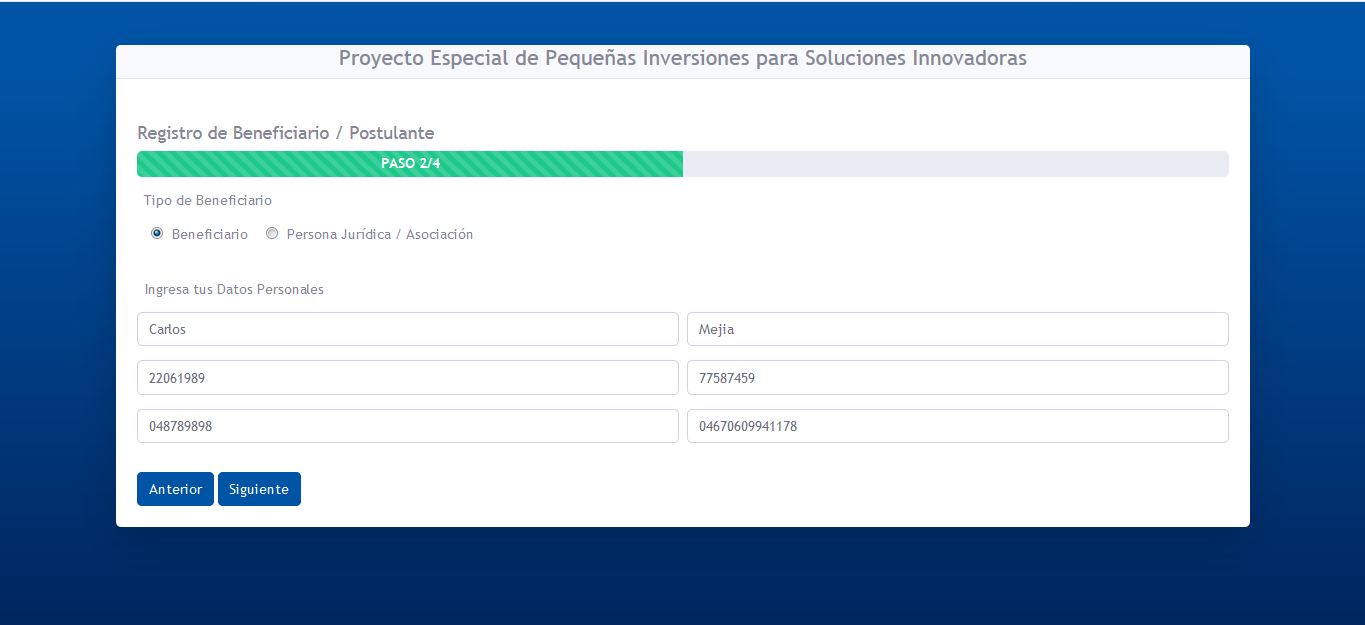 Proyecto Especial de Pequeñas Inversiones para Soluciones Innovadoras
Registro de Beneficiario / Postulante
PASO 2/4
Tipo de Beneficiario
Beneficiario Persona Jurídica / Asociación
Ingresa tus Datos Personales
Carlos Mejia
22061989 77587459
048789898 04670609941178
Anterior Siguiente